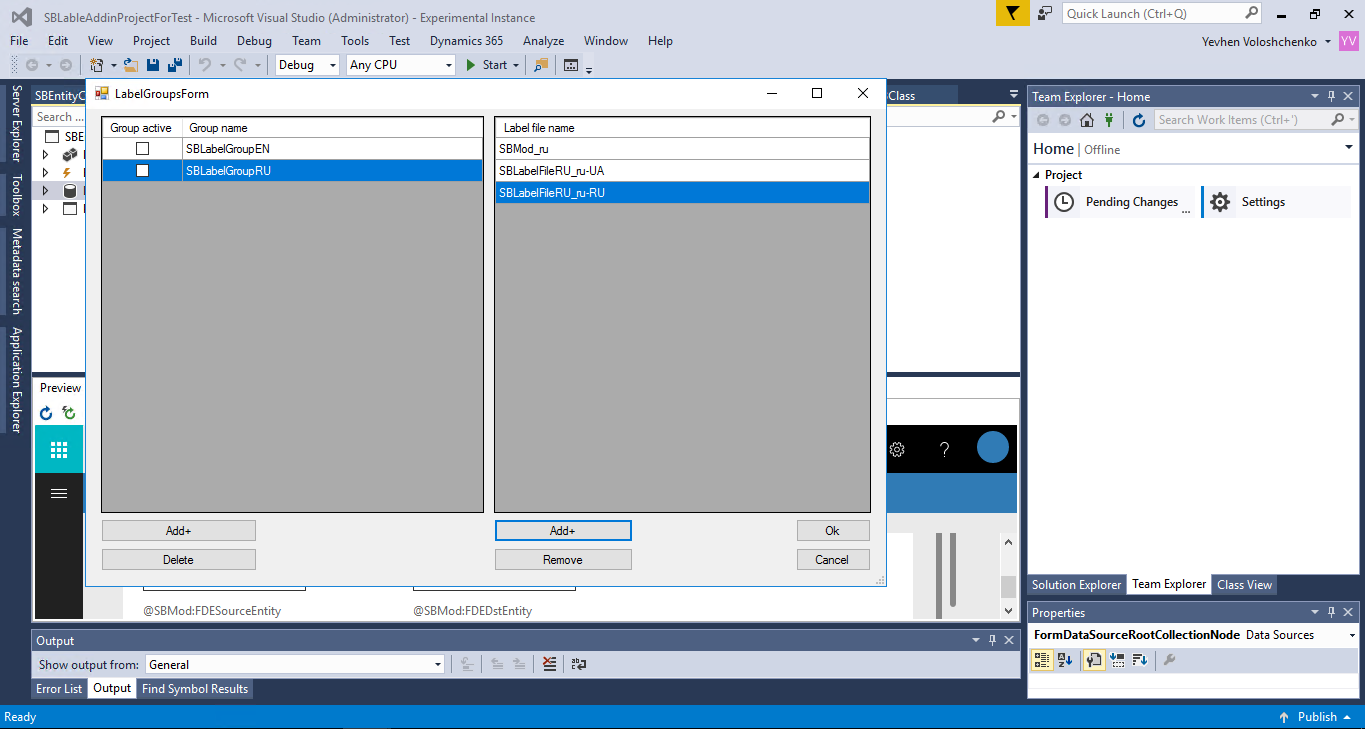 SBLableAddinProjectForTest - Microsoft Visual Studio (Administrator) - Experimental Instance
Quick Launch (Ctrl+Q)
File Edit View Project Build Debug Team Tools Test Dynamics 365 Analyze Window Help
Yevhen Voloshchenko YV
Debug Any CPU Start
Server Explorer
Toolbox
Metadata search
Application Explorer
SBEntityC
Class
Search ...
SBE
LabelGroupsForm
Group active Group name
SBLabelGroupEN
SBLabelGroupRU
Label file name
SBMod_ru
SBLabelFileRU_ru-UA
SBLabelFileRU_ru-RU
Add+
Delete
Add+
Remove
Ok
Cancel
Preview
?
@SBMod:FDESourceEntity @SBMod:FDEDstEntity
Team Explorer - Home
Search Work Items (Ctrl+')
Home | Offline
Project
Pending Changes ...
Settings
Solution Explorer Team Explorer Class View
Properties
FormDataSourceRootCollectionNode Data Sources
Output
Show output from: General
Error List Output Find Symbol Results
Ready
Publish